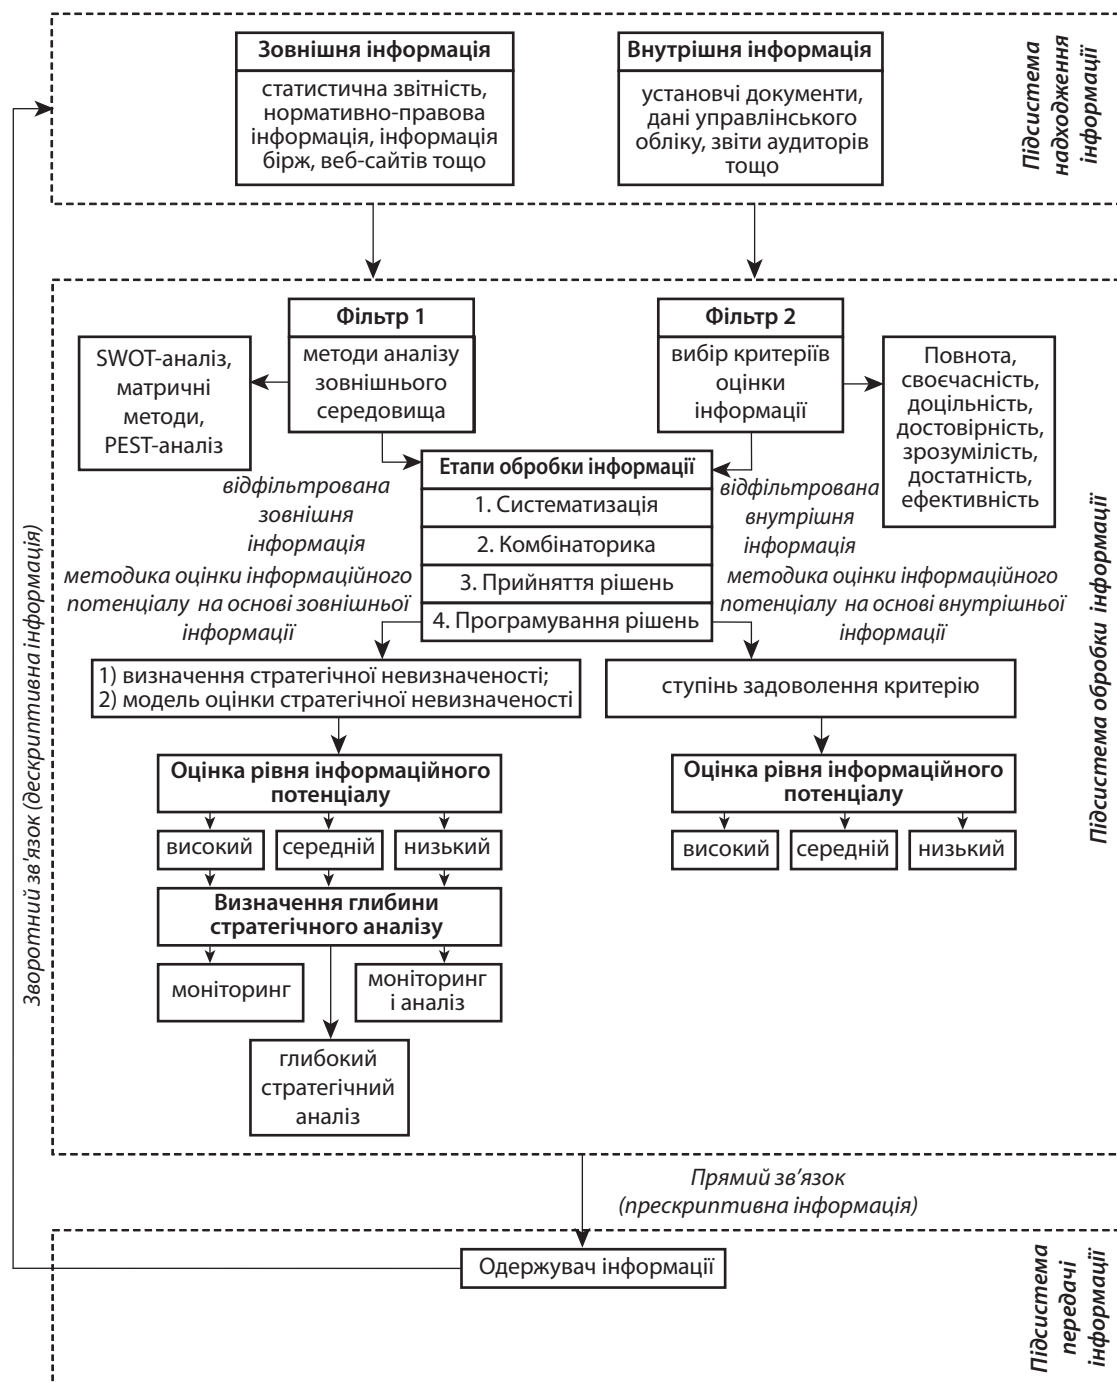 Зовнішня інформація
статистична звітність,
нормативно-правова
інформація, інформація
бірж, веб-сайтів тощо
Внутрішня інформація
установчі документи,
дані управлінського
обліку, звіти аудиторів
тощо
Підсистема
надходження
інформації
Фільтр 1
методи аналізу
зовнішнього
середовища
SWOT-аналіз,
матричні
методи,
PEST-аналіз
Фільтр 2
вибір критеріїв
оцінки
інформації
Повнота,
своєчасність,
доцільність,
достовірність,
зрозумілість,
достатність,
ефективність
Етапи обробки інформації
1. Систематизація
2. Комбінаторика
3. Прийняття рішень
4. Програмування рішень
відфільтрована
зовнішня
інформація
відфільтрована
внутрішня
інформація
методика оцінки інформаційного
потенціалу на основі зовнішньої
інформації
методика оцінки інформаційного
потенціалу на основі внутрішньої
інформації
1) визначення стратегічної невизначеності;
2) модель оцінки стратегічної невизначеності
ступінь задоволення критерію
Оцінка рівня інформаційного
потенціалу
високий
середній
низький
Оцінка рівня інформаційного
потенціалу
високий
середній
низький
Визначення глибини
стратегічного аналізу
моніторинг
моніторинг
і аналіз
глибокий
стратегічний
аналіз
Підсистема обробки інформації
Зворотний зв'язок (дескриптивна інформація)
Прямий зв'язок
(прескриптивна інформація)
Одержувач інформації
Підсистема
передачі
інформації